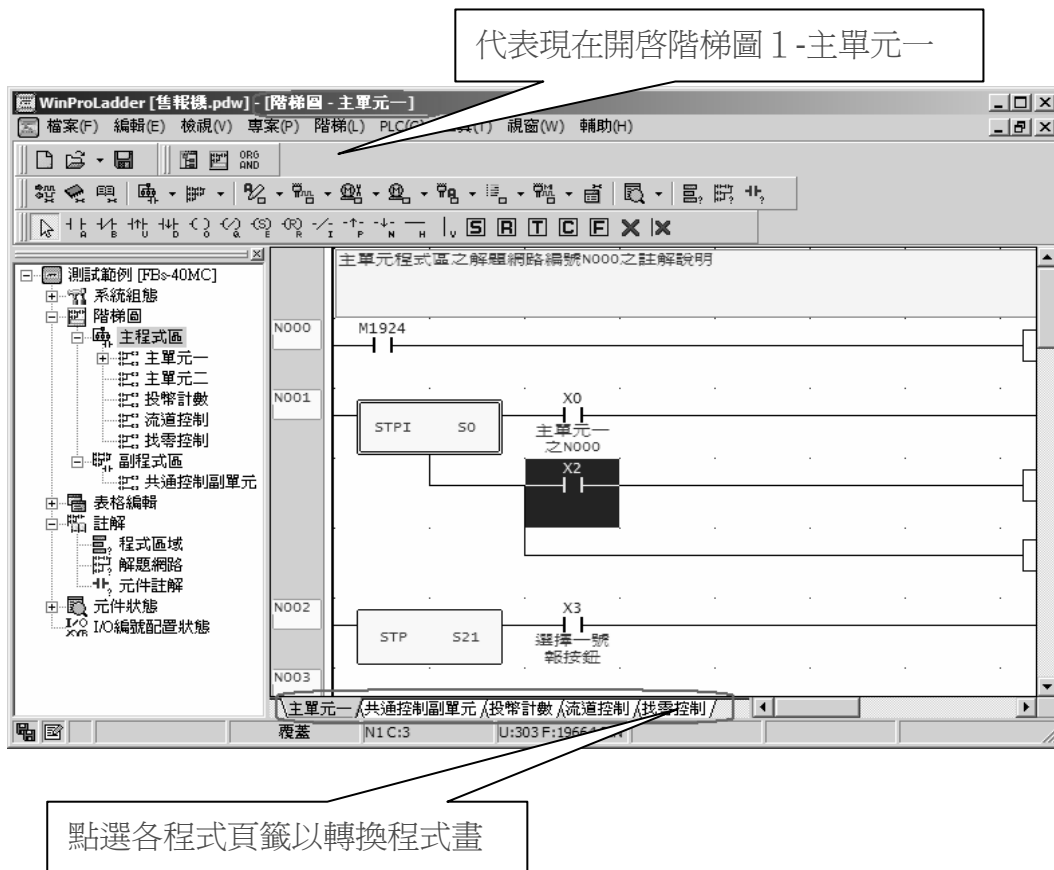 代表現在開啓階梯圖１-主單元一
WinProLadder [售報機.pdw] - [階梯圖 - 主單元一]
檔案(F) 編輯(E) 檢視(V) 專案(P) 階梯(L) 視窗(W) 輔助(H)
ORG
AND
A B U D O Q E R I P N H V S R T C F
主單元程式區之解題網路編號N000之註解說明
測試範例 [FBs-40MC]
系統組態
階梯圖
主程式區
主單元一
主單元二
投幣計數
流道控制
找零控制
副程式區
共通控制副單元
表格編輯
註解
程式區域
解題網路
元件註解
元件狀態
I/O編號配置狀態
N000 M1924
N001 X0
STPI S0
主單元一
之N000
X2
N002 X3
STP S21
選擇一號
報按鈕
N003
主單元一 共通控制副單元 投幣計數 流道控制 找零控制
覆蓋 N1 C:3 U:303 F:19664
點選各程式頁籤以轉換程式畫